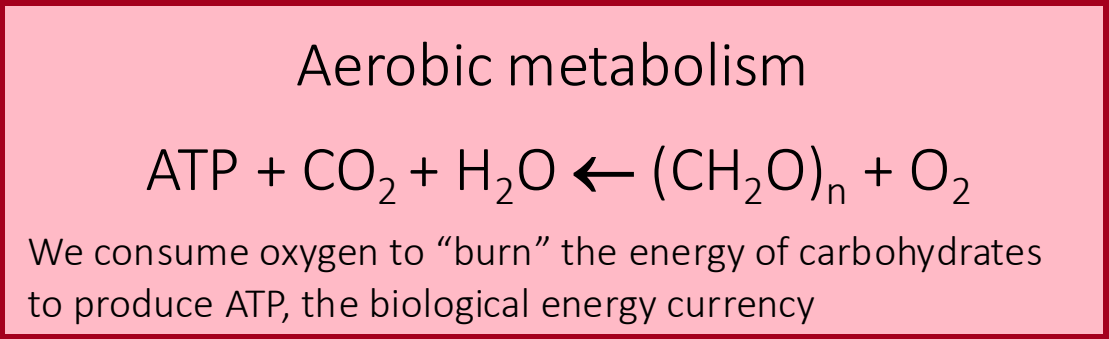 Aerobic metabolism
ATP + CO₂ + H₂O ← (CH₂O)ₙ + O₂
We consume oxygen to “burn” the energy of carbohydrates
to produce ATP, the biological energy currency